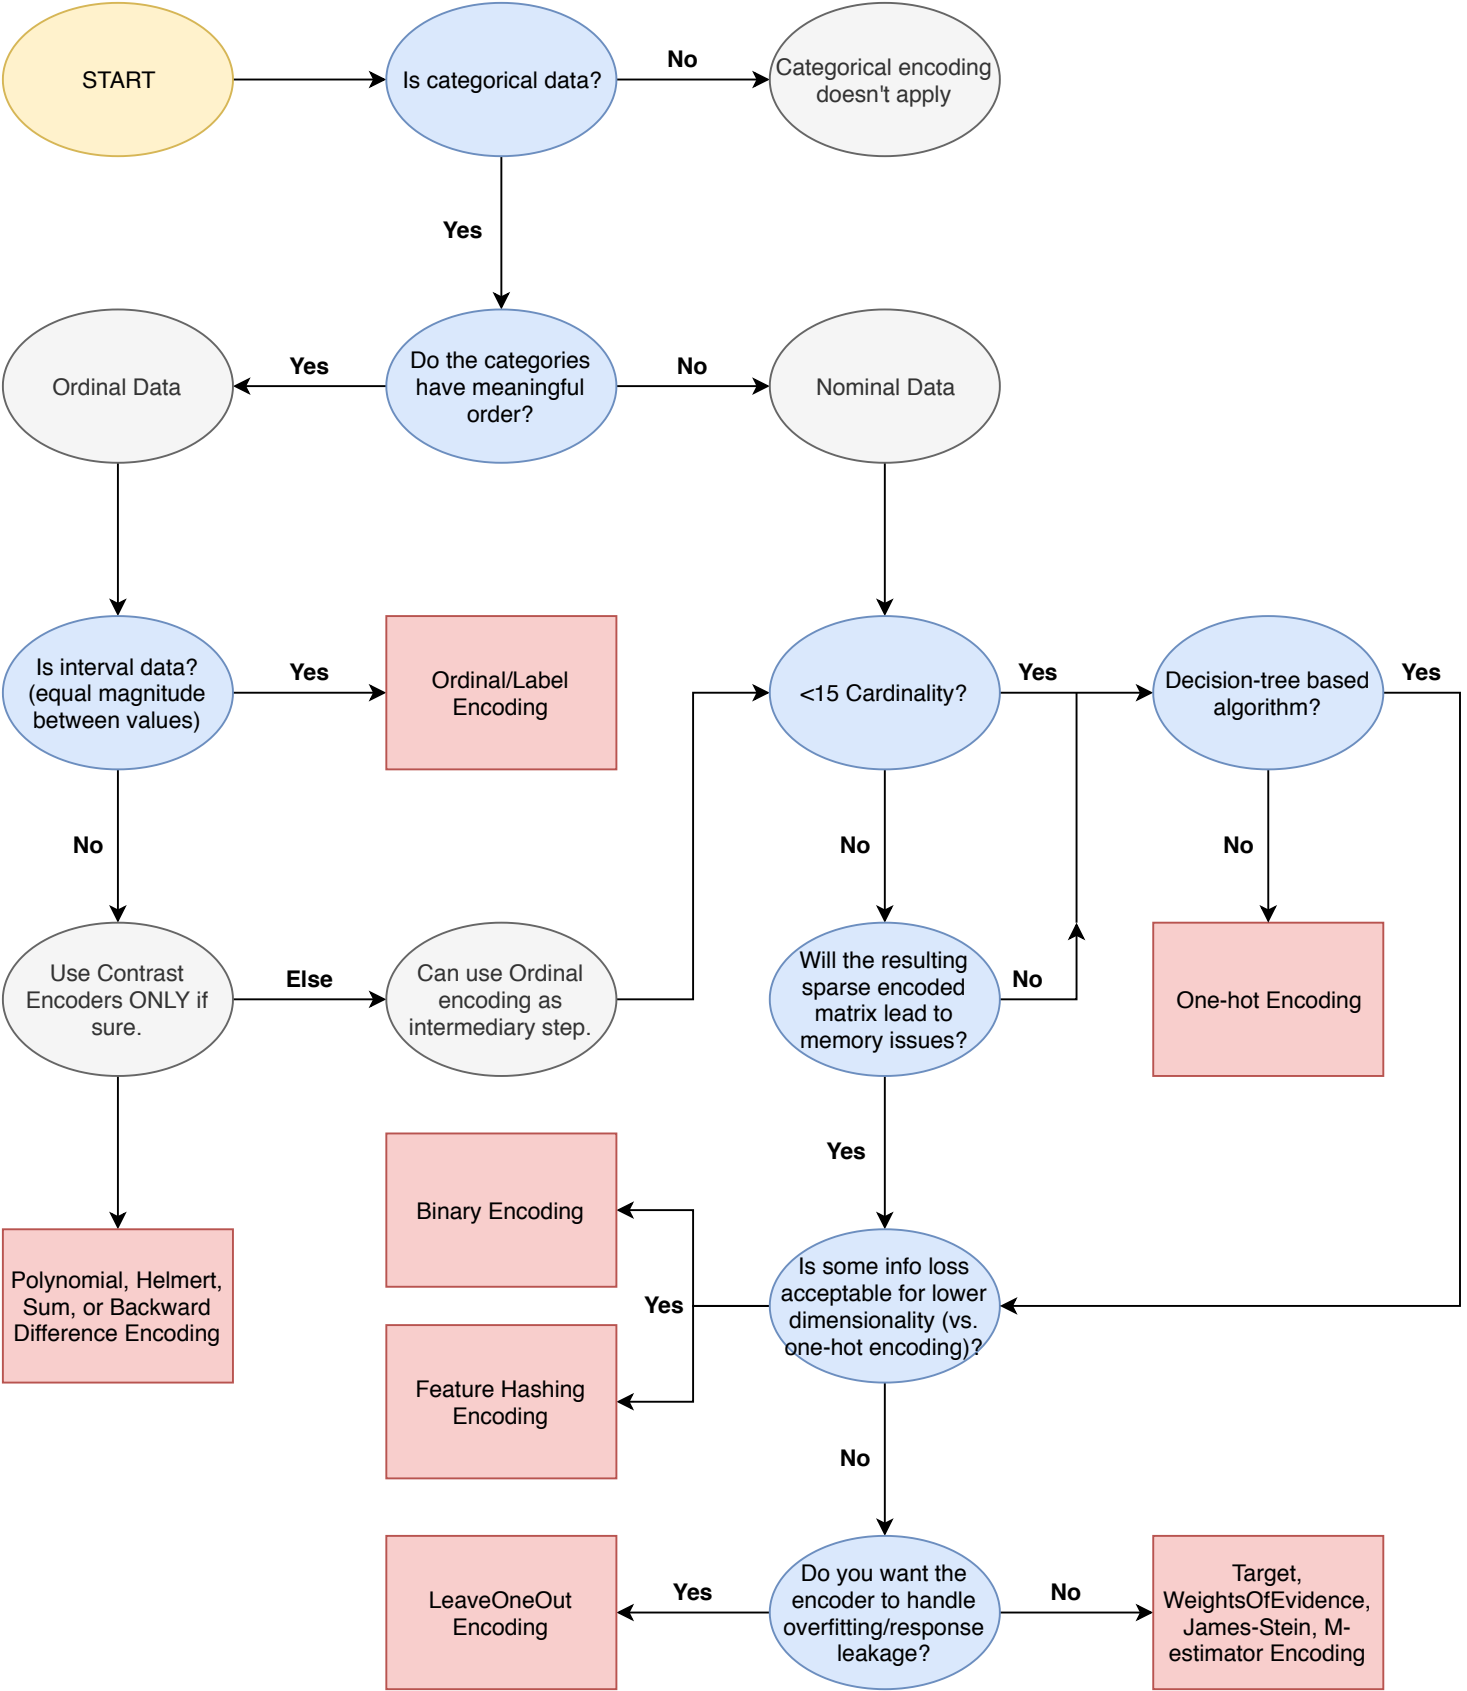 START
Is categorical data?
No
Categorical encoding
doesn't apply
Yes
Ordinal Data
Yes
Do the categories
have meaningful
order?
No
Nominal Data
Is interval data?
(equal magnitude
between values)
Yes
Ordinal/Label
Encoding
<15 Cardinality?
Yes
Decision-tree based
algorithm?
Yes
No
No
No
Use Contrast
Encoders ONLY if
sure.
Else
Can use Ordinal
encoding as
intermediary step.
Will the resulting
sparse encoded
matrix lead to
memory issues?
No
One-hot Encoding
Yes
Binary Encoding
Polynomial, Helmert,
Sum, or Backward
Difference Encoding
Yes
Is some info loss
acceptable for lower
dimensionality (vs.
one-hot encoding)?
Feature Hashing
Encoding
No
LeaveOneOut
Encoding
Yes
Do you want the
encoder to handle
overfitting/response
leakage?
No
Target,
WeightsOfEvidence,
James-Stein, M-
estimator Encoding